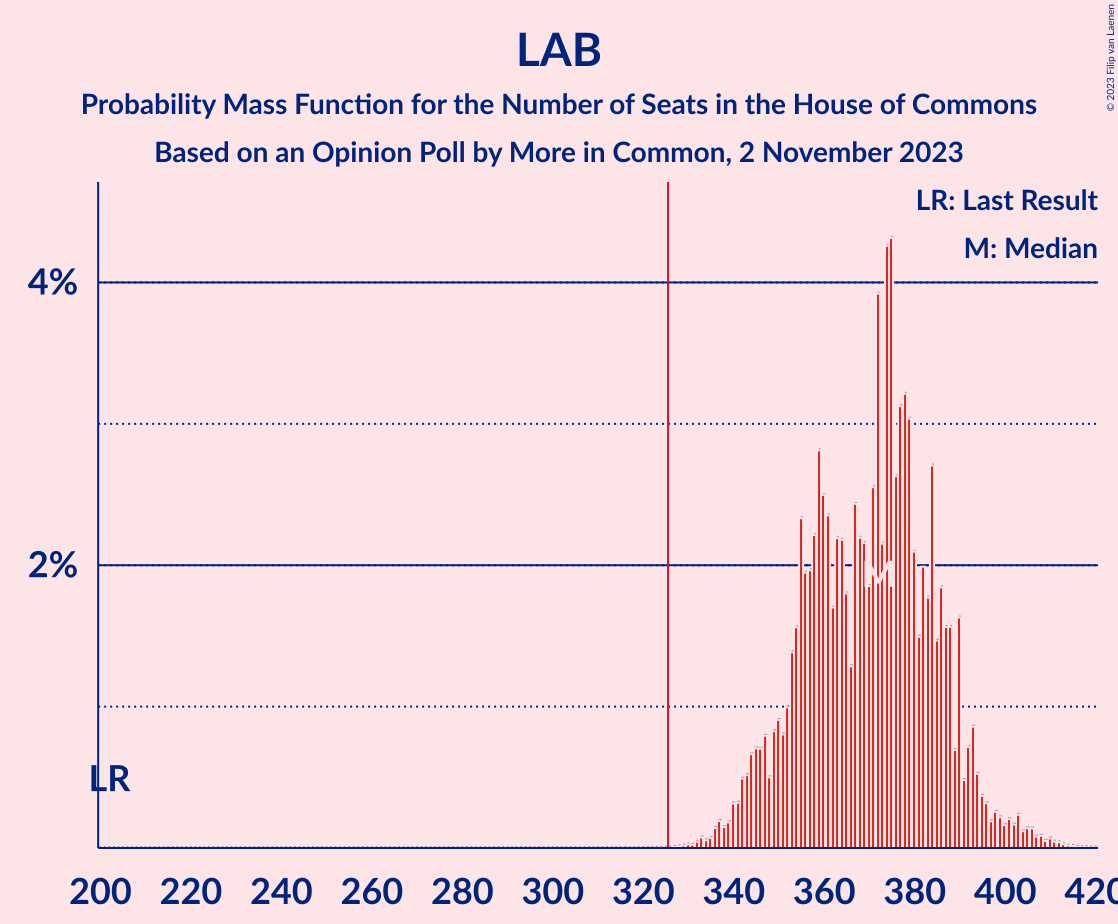 LAB
Probability Mass Function for the Number of Seats in the House of Commons
Based on an Opinion Poll by More in Common, 2 November 2023
© 2023 Filip van Laenen
LR: Last Result
M: Median
4%
2%
M
LR
200 220 240 260 280 300 320 340 360 380 400 420